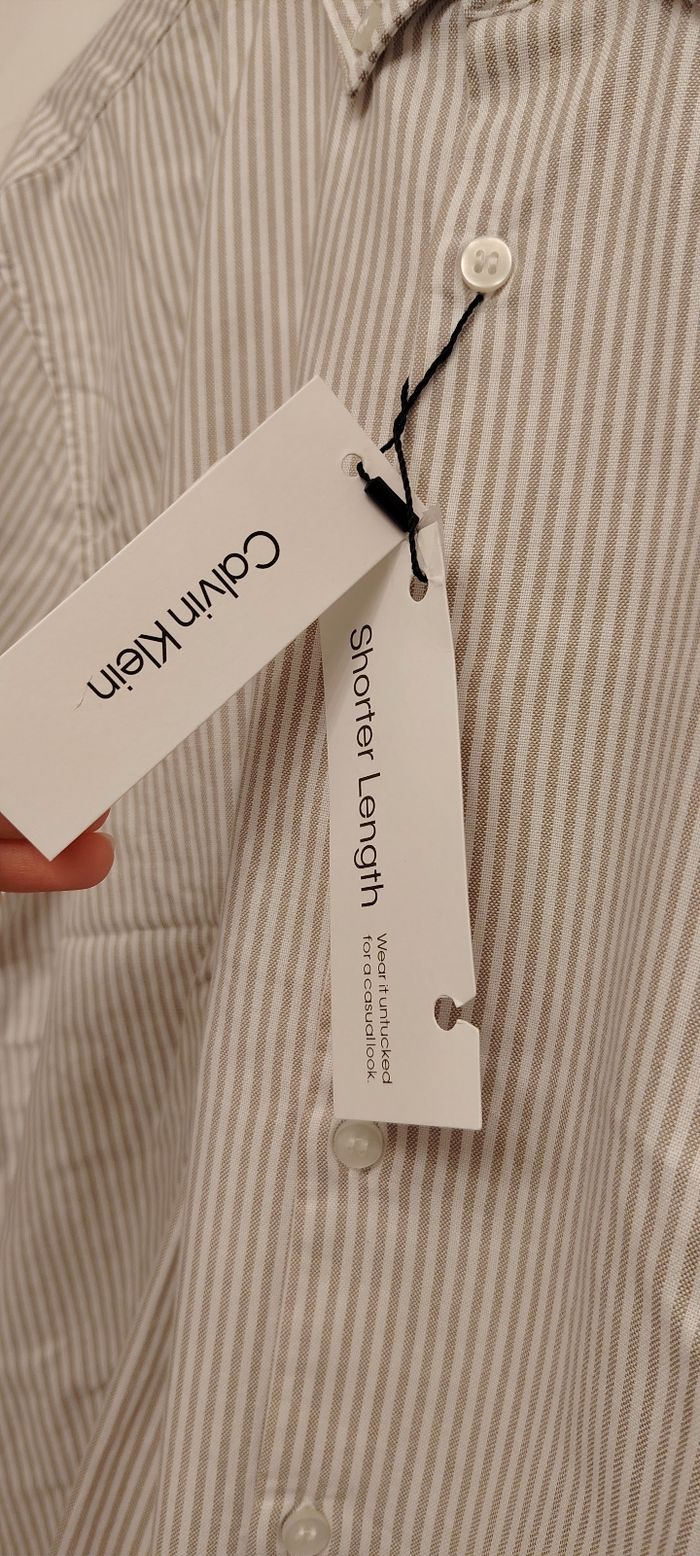 Calvin Klein
Shorter Length
Wear it untucked
for a casual look.